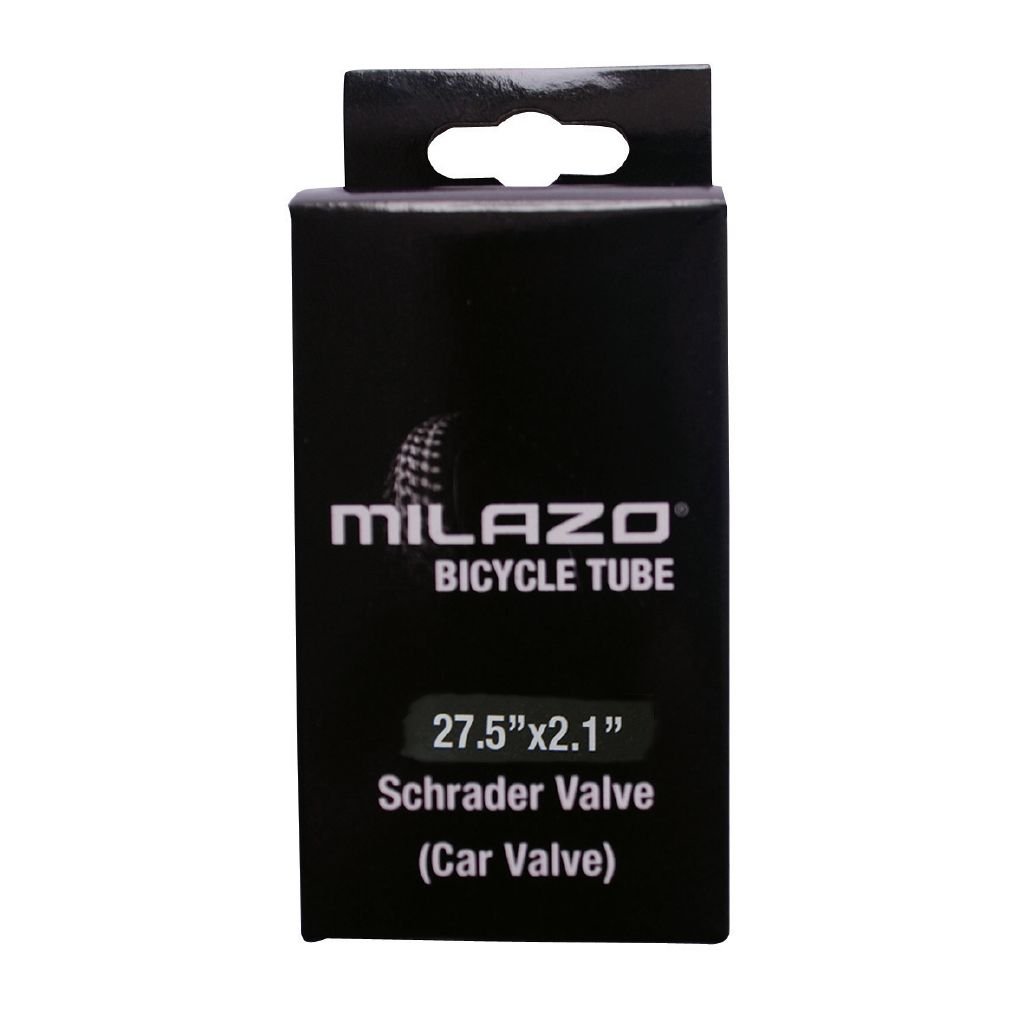 MILAZO®
BICYCLE TUBE
27.5”x2.1”
Schrader Valve
(Car Valve)